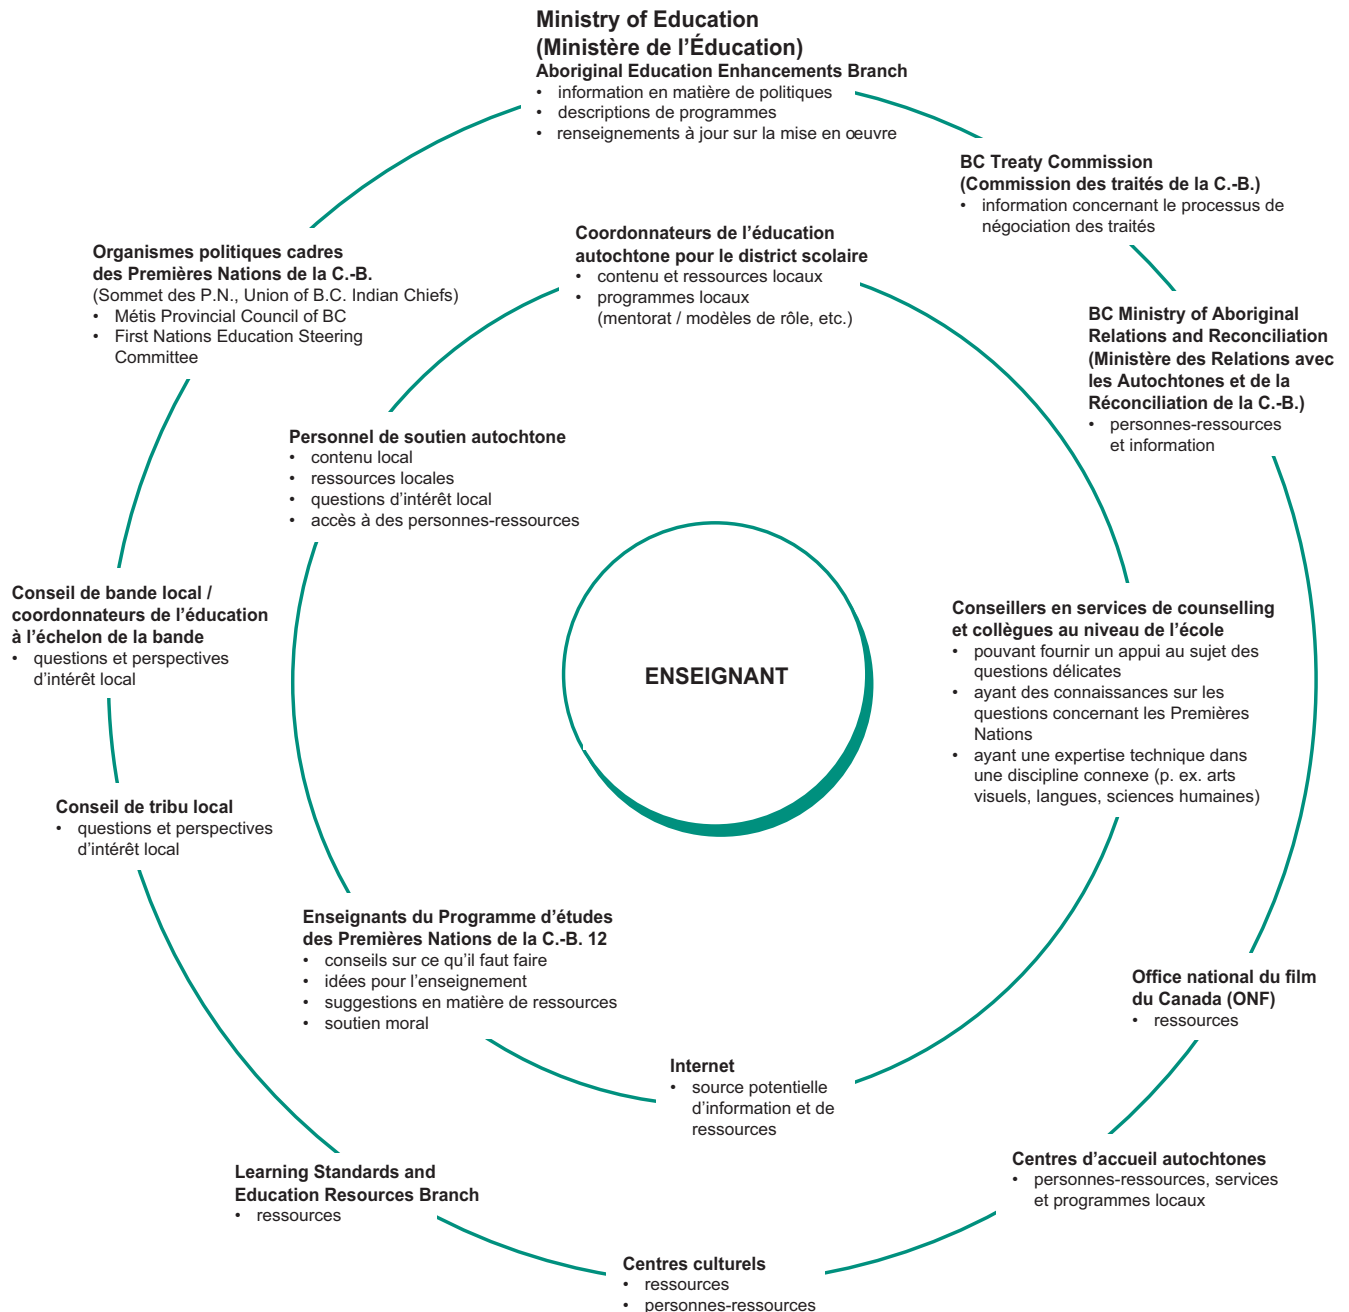 Ministry of Education
(Ministère de l'Éducation)
Aboriginal Education Enhancements Branch
• information en matière de politiques
• descriptions de programmes
• renseignements à jour sur la mise en œuvre
BC Treaty Commission
(Commission des traités de la C.-B.)
• information concernant le processus de
négociation des traités
Organismes politiques cadres
des Premières Nations de la C.-B.
(Sommet des P.N., Union of B.C. Indian Chiefs)
• Métis Provincial Council of BC
• First Nations Education Steering
Committee
Coordonnateurs de l'éducation
autochtone pour le district scolaire
• contenu et ressources locaux
• programmes locaux
(mentorat / modèles de rôle, etc.)
BC Ministry of Aboriginal
Relations and Reconciliation
(Ministère des Relations avec
les Autochtones et de la
Réconciliation de la C.-B.)
• personnes-ressources
et information
Personnel de soutien autochtone
• contenu local
• ressources locales
• questions d'intérêt local
• accès à des personnes-ressources
Conseil de bande local /
coordonnateurs de l'éducation
à l'échelon de la bande
• questions et perspectives
d'intérêt local
ENSEIGNANT
Conseillers en services de counselling
et collègues au niveau de l'école
• pouvant fournir un appui au sujet des
questions délicates
• ayant des connaissances sur les
questions concernant les Premières
Nations
• ayant une expertise technique dans
une discipline connexe (p. ex. arts
visuels, langues, sciences humaines)
Conseil de tribu local
• questions et perspectives
d'intérêt local
Enseignants du Programme d'études
des Premières Nations de la C.-B. 12
• conseils sur ce qu'il faut faire
• idées pour l'enseignement
• suggestions en matière de ressources
• soutien moral
Office national du film
du Canada (ONF)
• ressources
Internet
• source potentielle
d'information et de
ressources
Learning Standards and
Education Resources Branch
• ressources
Centres d'accueil autochtones
• personnes-ressources, services
et programmes locaux
Centres culturels
• ressources
• personnes-ressources